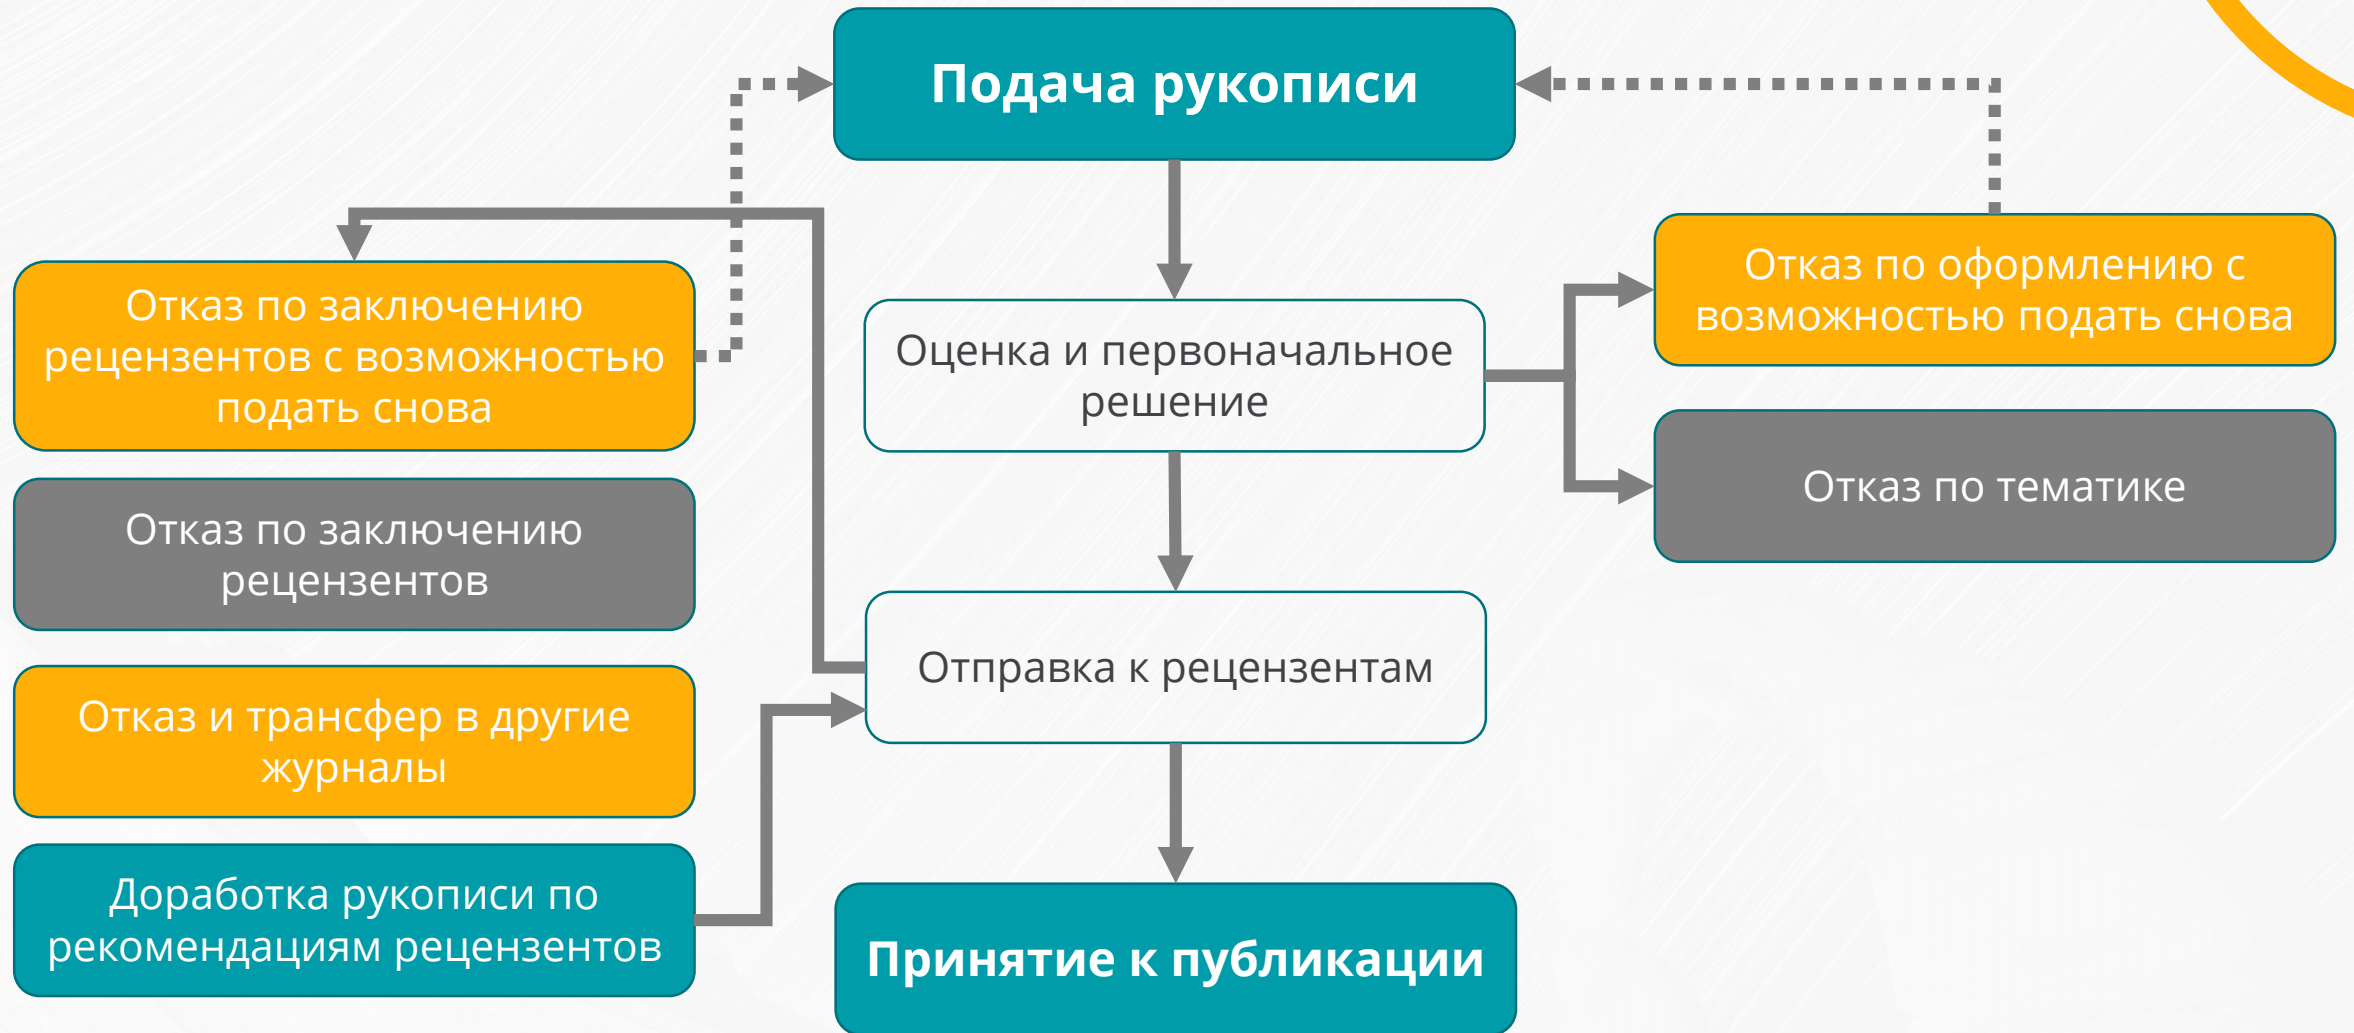 Подача рукописи
Отказ по заключению
рецензентов с возможностью
подать снова
Отказ по заключению
рецензентов
Отказ и трансфер в другие
журналы
Доработка рукописи по
рекомендациям рецензентов
Оценка и первоначальное
решение
Отправка к рецензентам
Принятие к публикации
Отказ по оформлению с
возможностью подать снова
Отказ по тематике